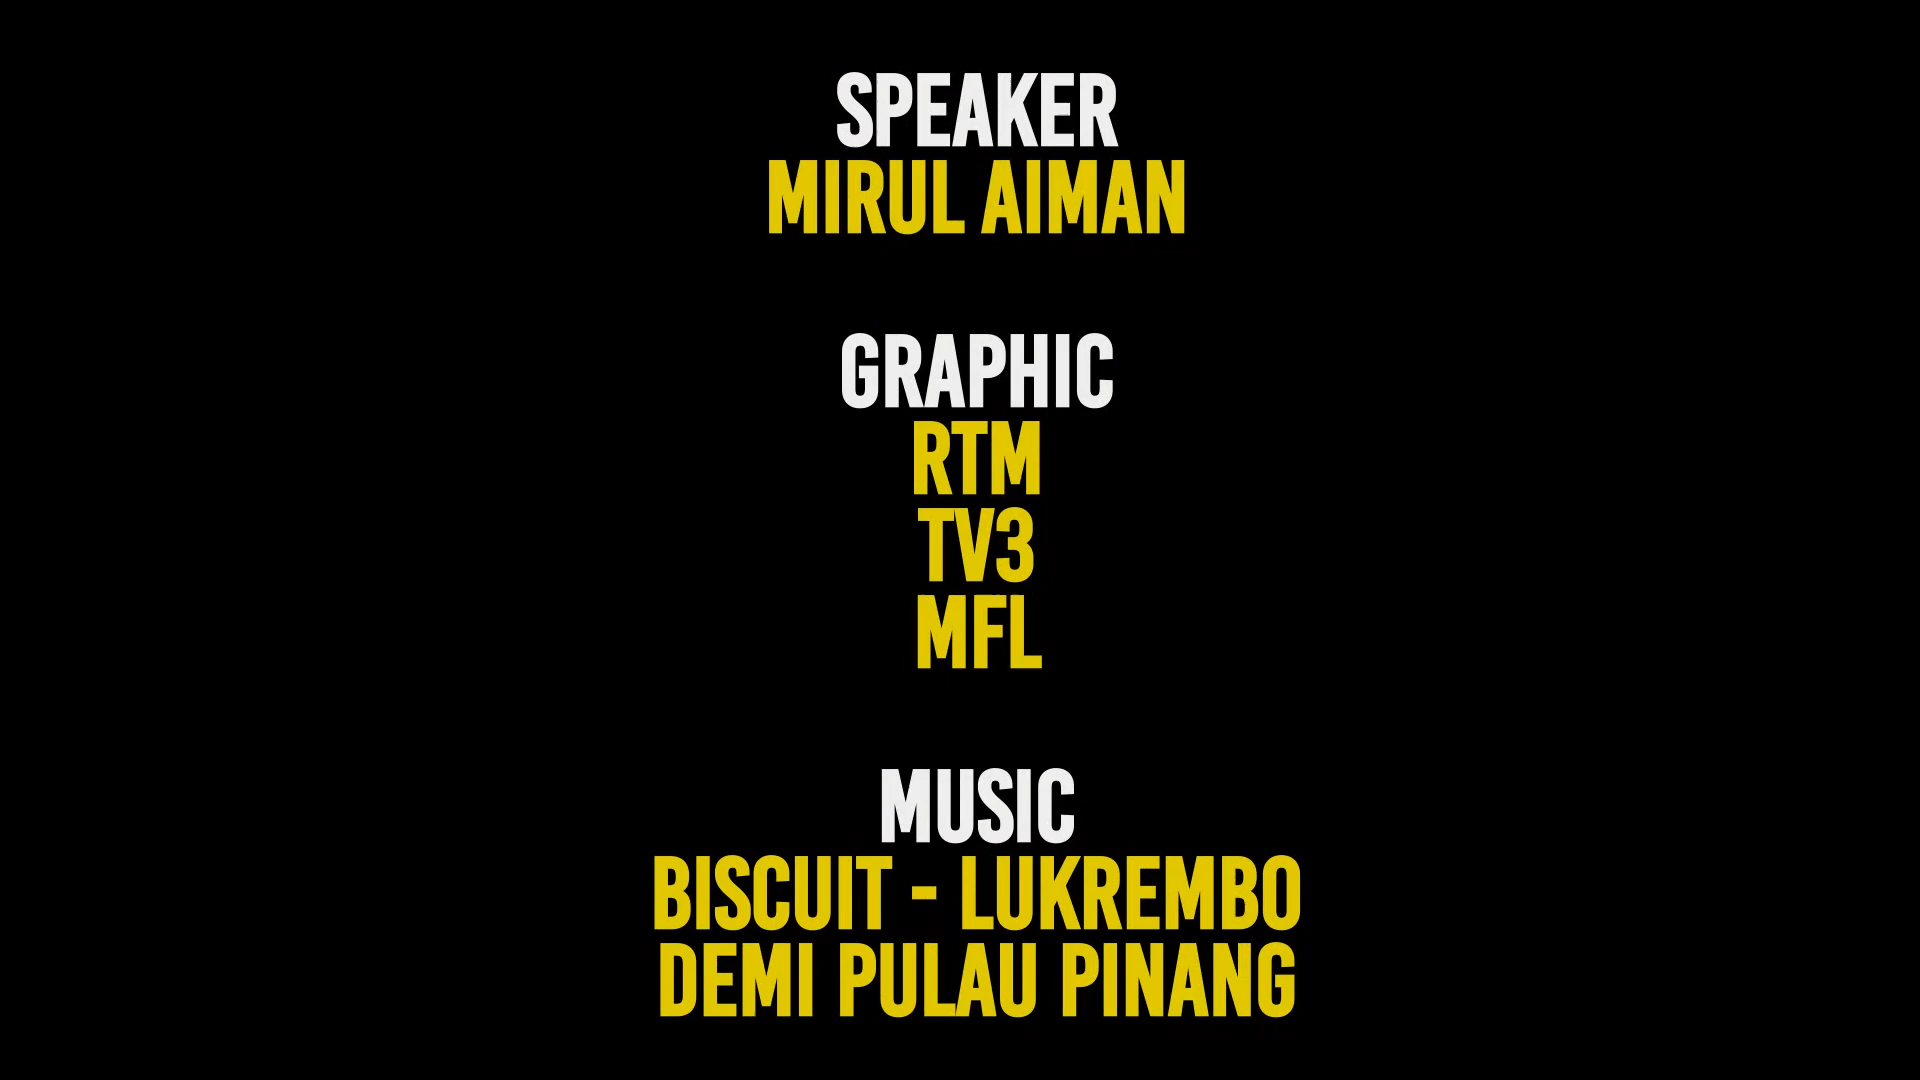 SPEAKER
MIRUL AIMAN
GRAPHIC
RTM
TV3
MFL
MUSIC
BISCUIT - LUKREMBO
DEMI PULAU PINANG